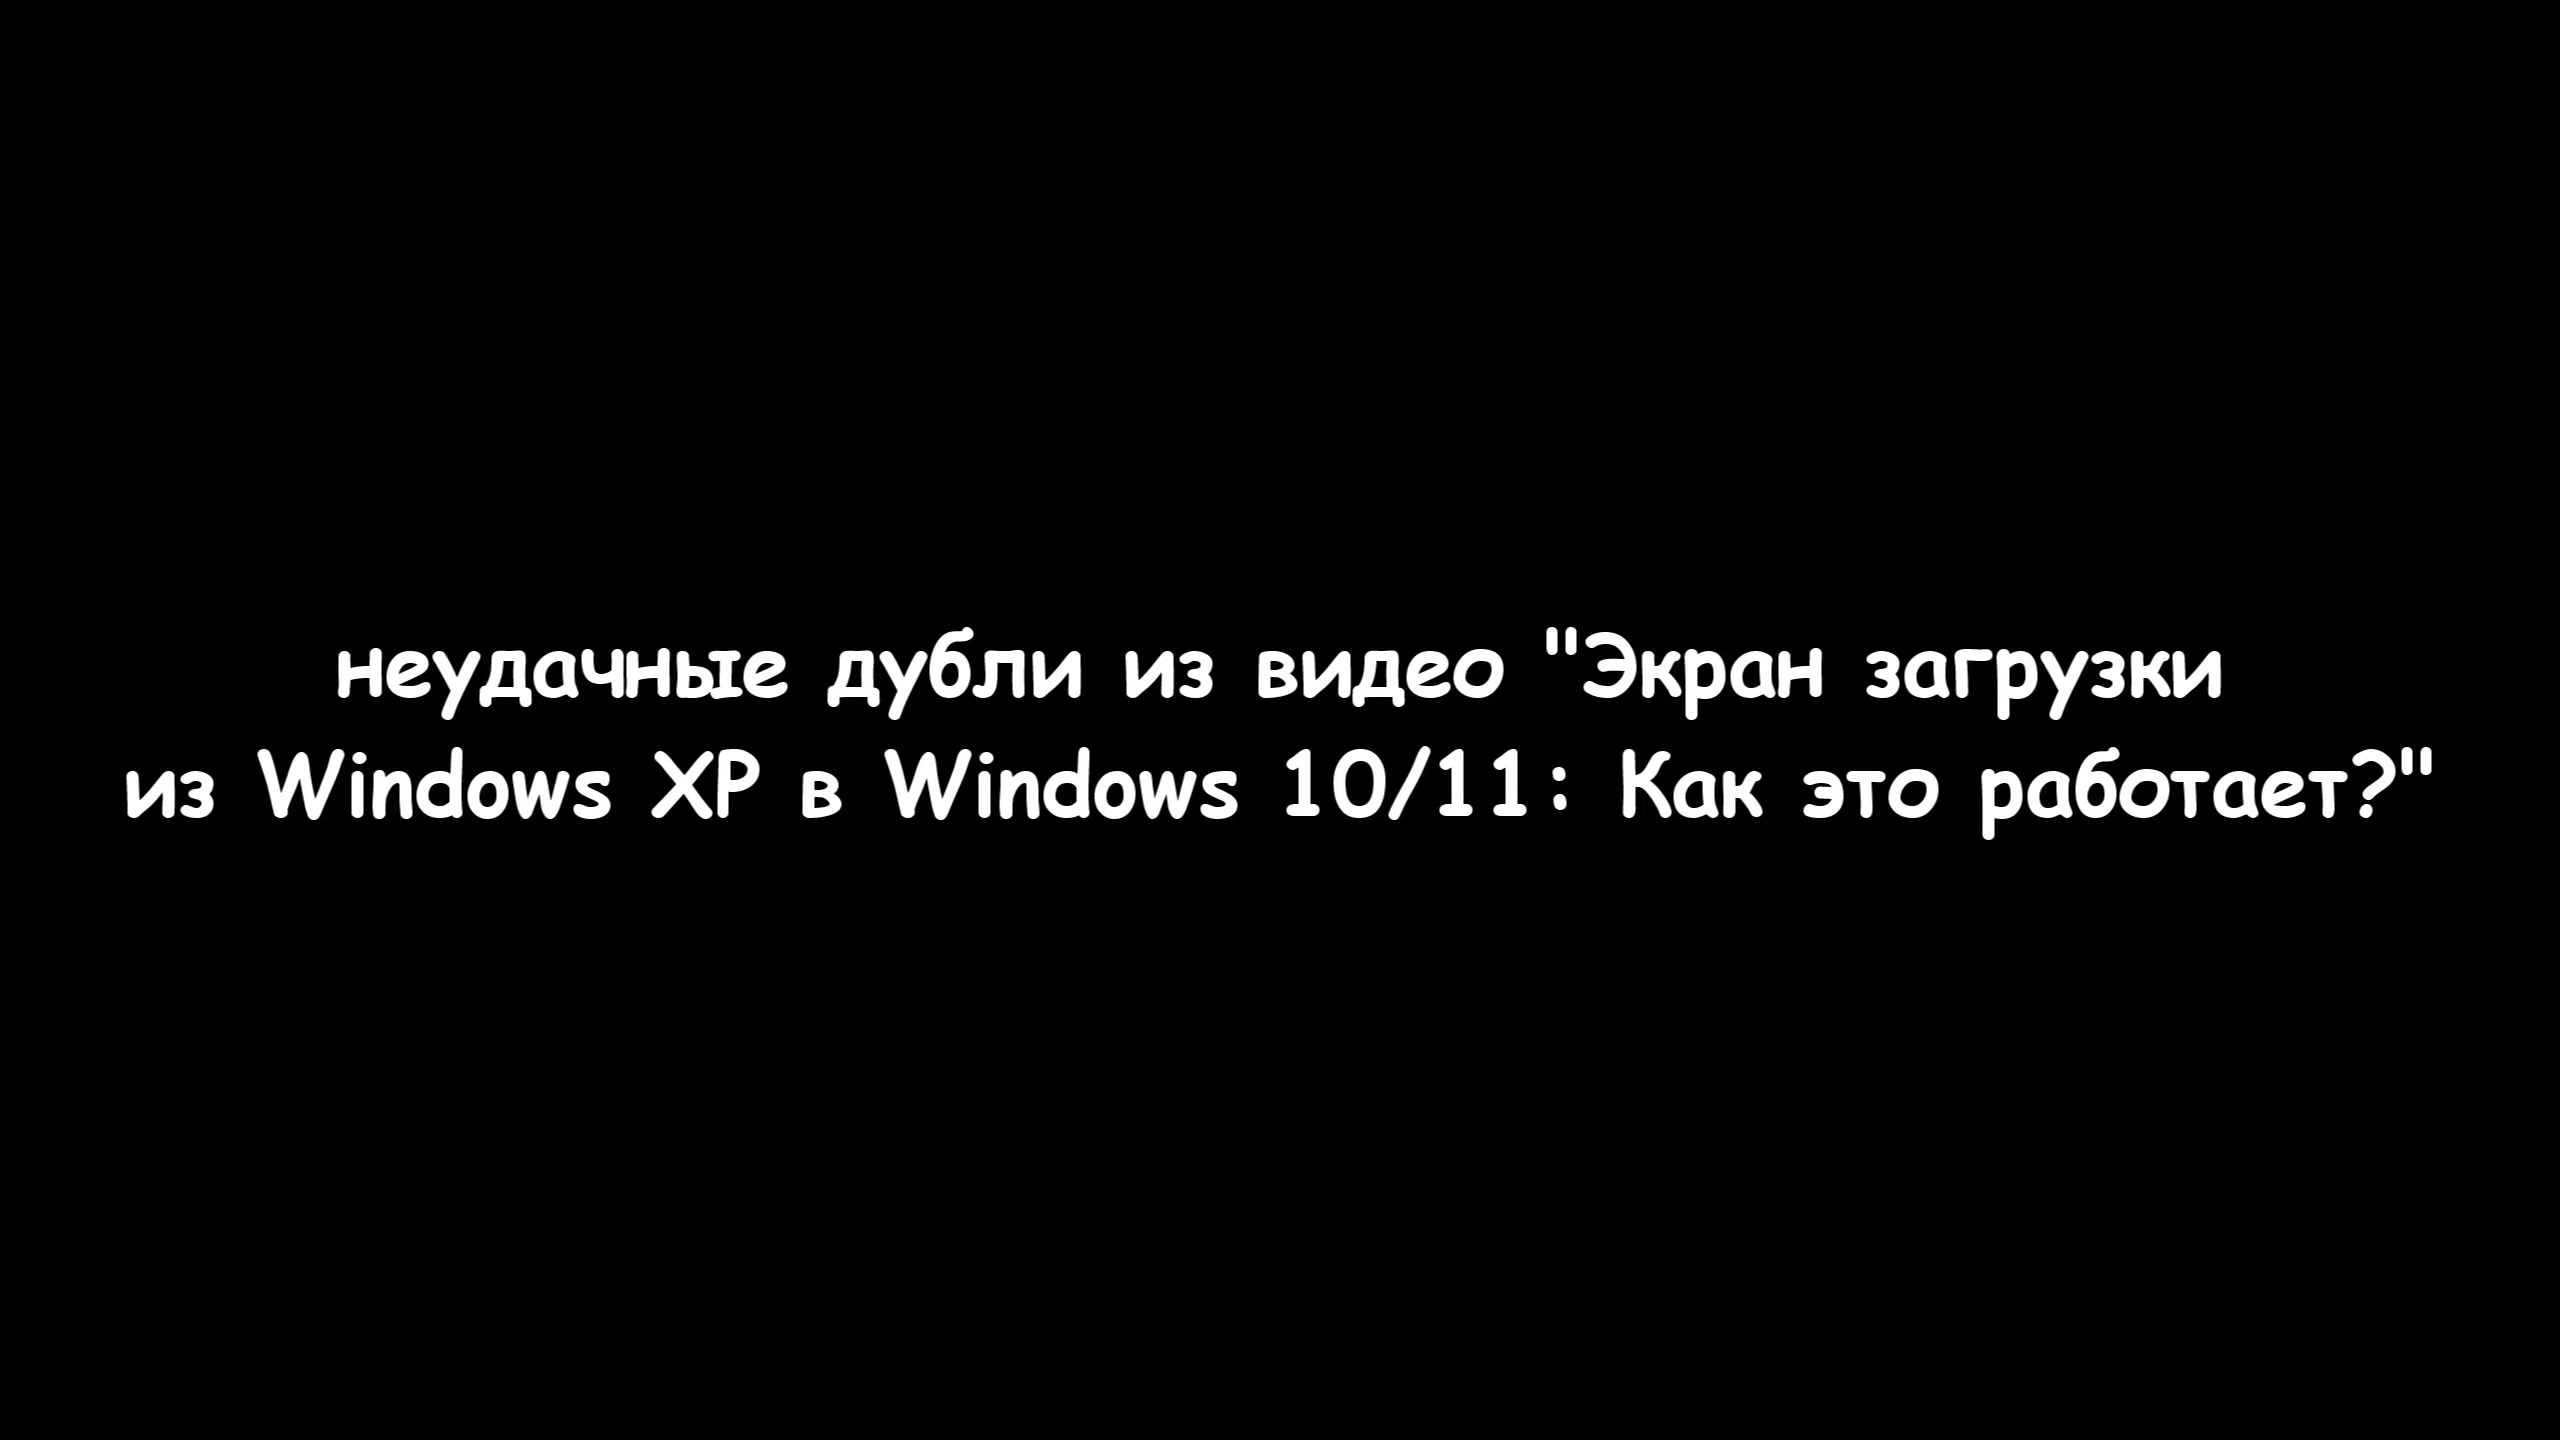 неудачные дубли из видео "Экран загрузки
из Windows XP в Windows 10/11: Как это работает?"